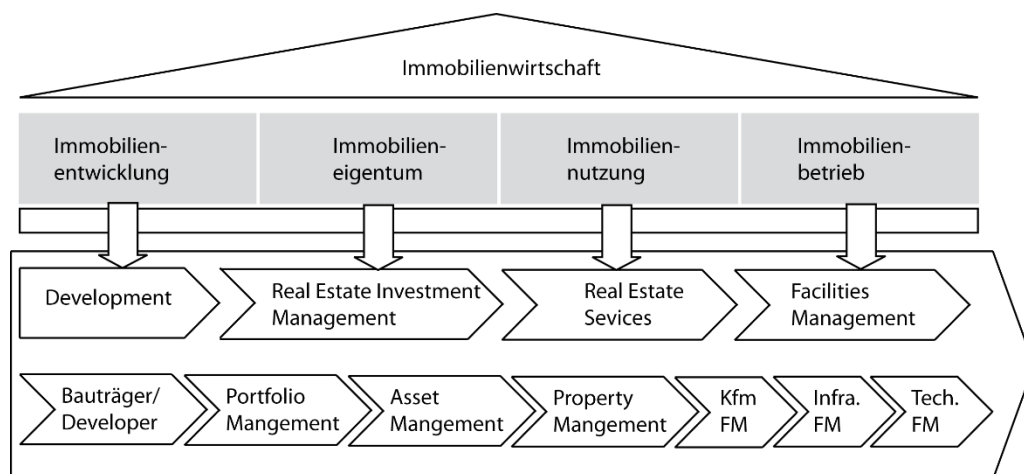 Immobilienwirtschaft
Immobilien-
entwicklung
Immobilien-
eigentum
Immobilien-
nutzung
Immobilien-
betrieb
Development
Real Estate Investment
Management
Real Estate
Sevices
Facilities
Management
Bauträger/
Developer
Portfolio
Mangement
Asset
Mangement
Property
Mangement
Kfm
FM
Infra.
FM
Tech.
FM